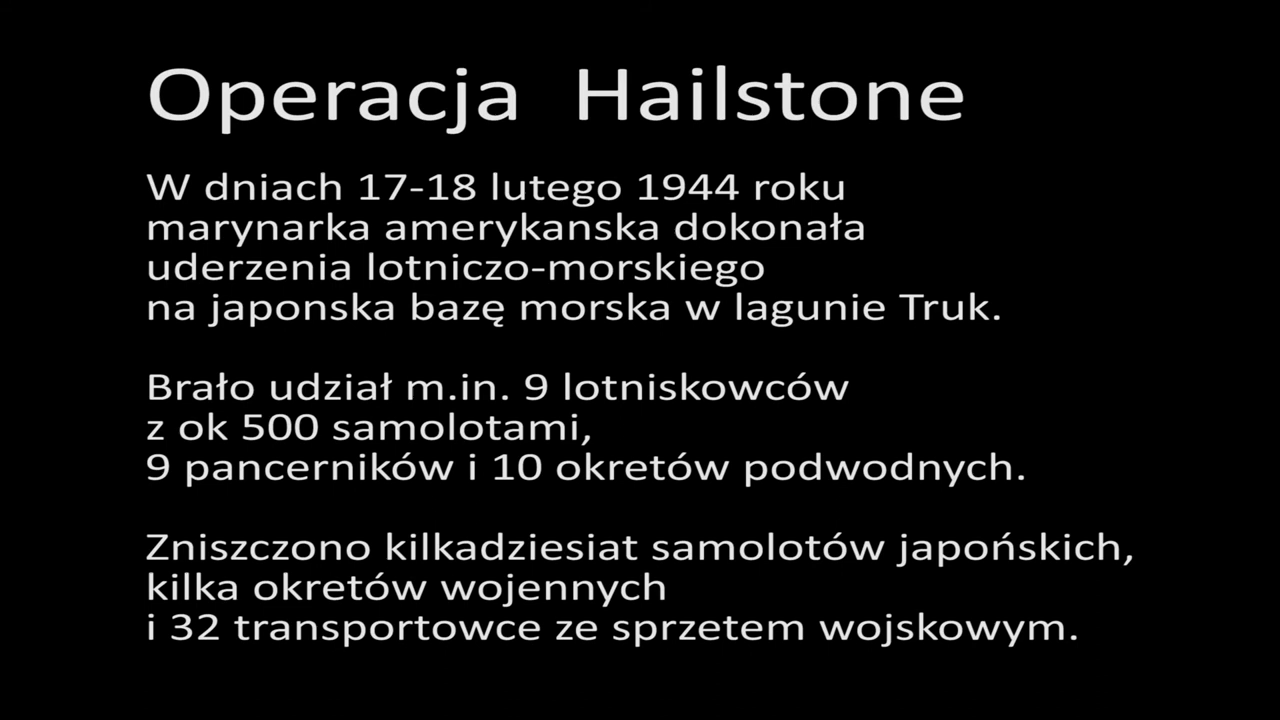 Operacja Hailstone
W dniach 17-18 lutego 1944 roku
marynarka amerykanska dokonała
uderzenia lotniczo-morskiego
na japonska bazę morska w lagunie Truk.
Brało udział m.in. 9 lotniskowców
z ok 500 samolotami,
9 pancerników i 10 okretów podwodnych.
Zniszczono kilkadziesiat samolotów japońskich,
kilka okretów wojennych
i 32 transportowce ze sprzetem wojskowym.